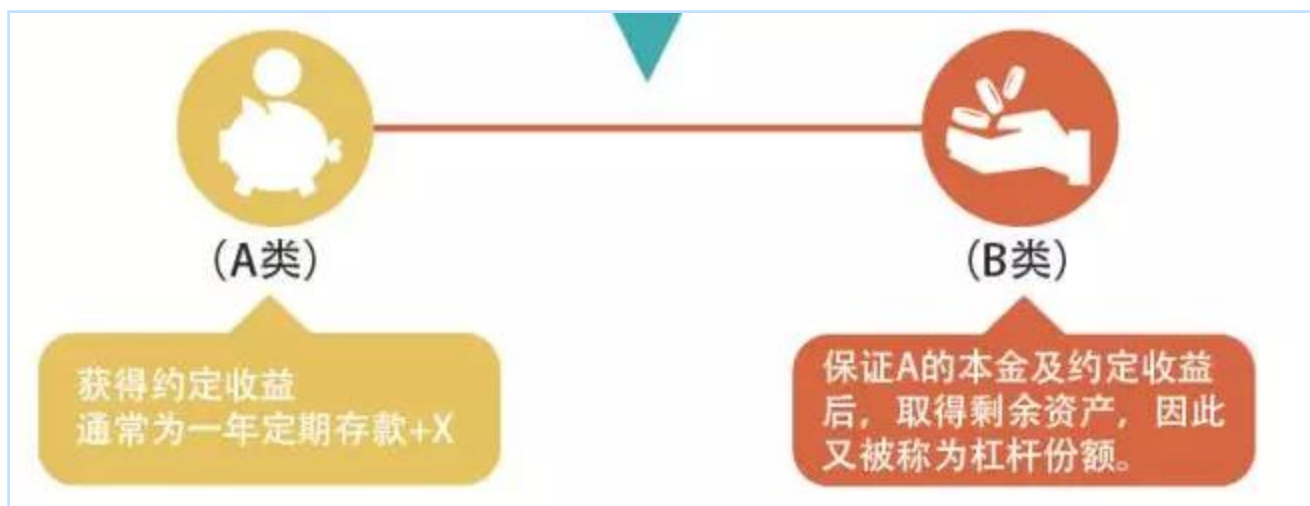 （A类）
（B类）
获得约定收益
通常为一年定期存款+X
保证A的本金及约定收益
后，取得剩余资产，因此
又被称为杠杆份额。